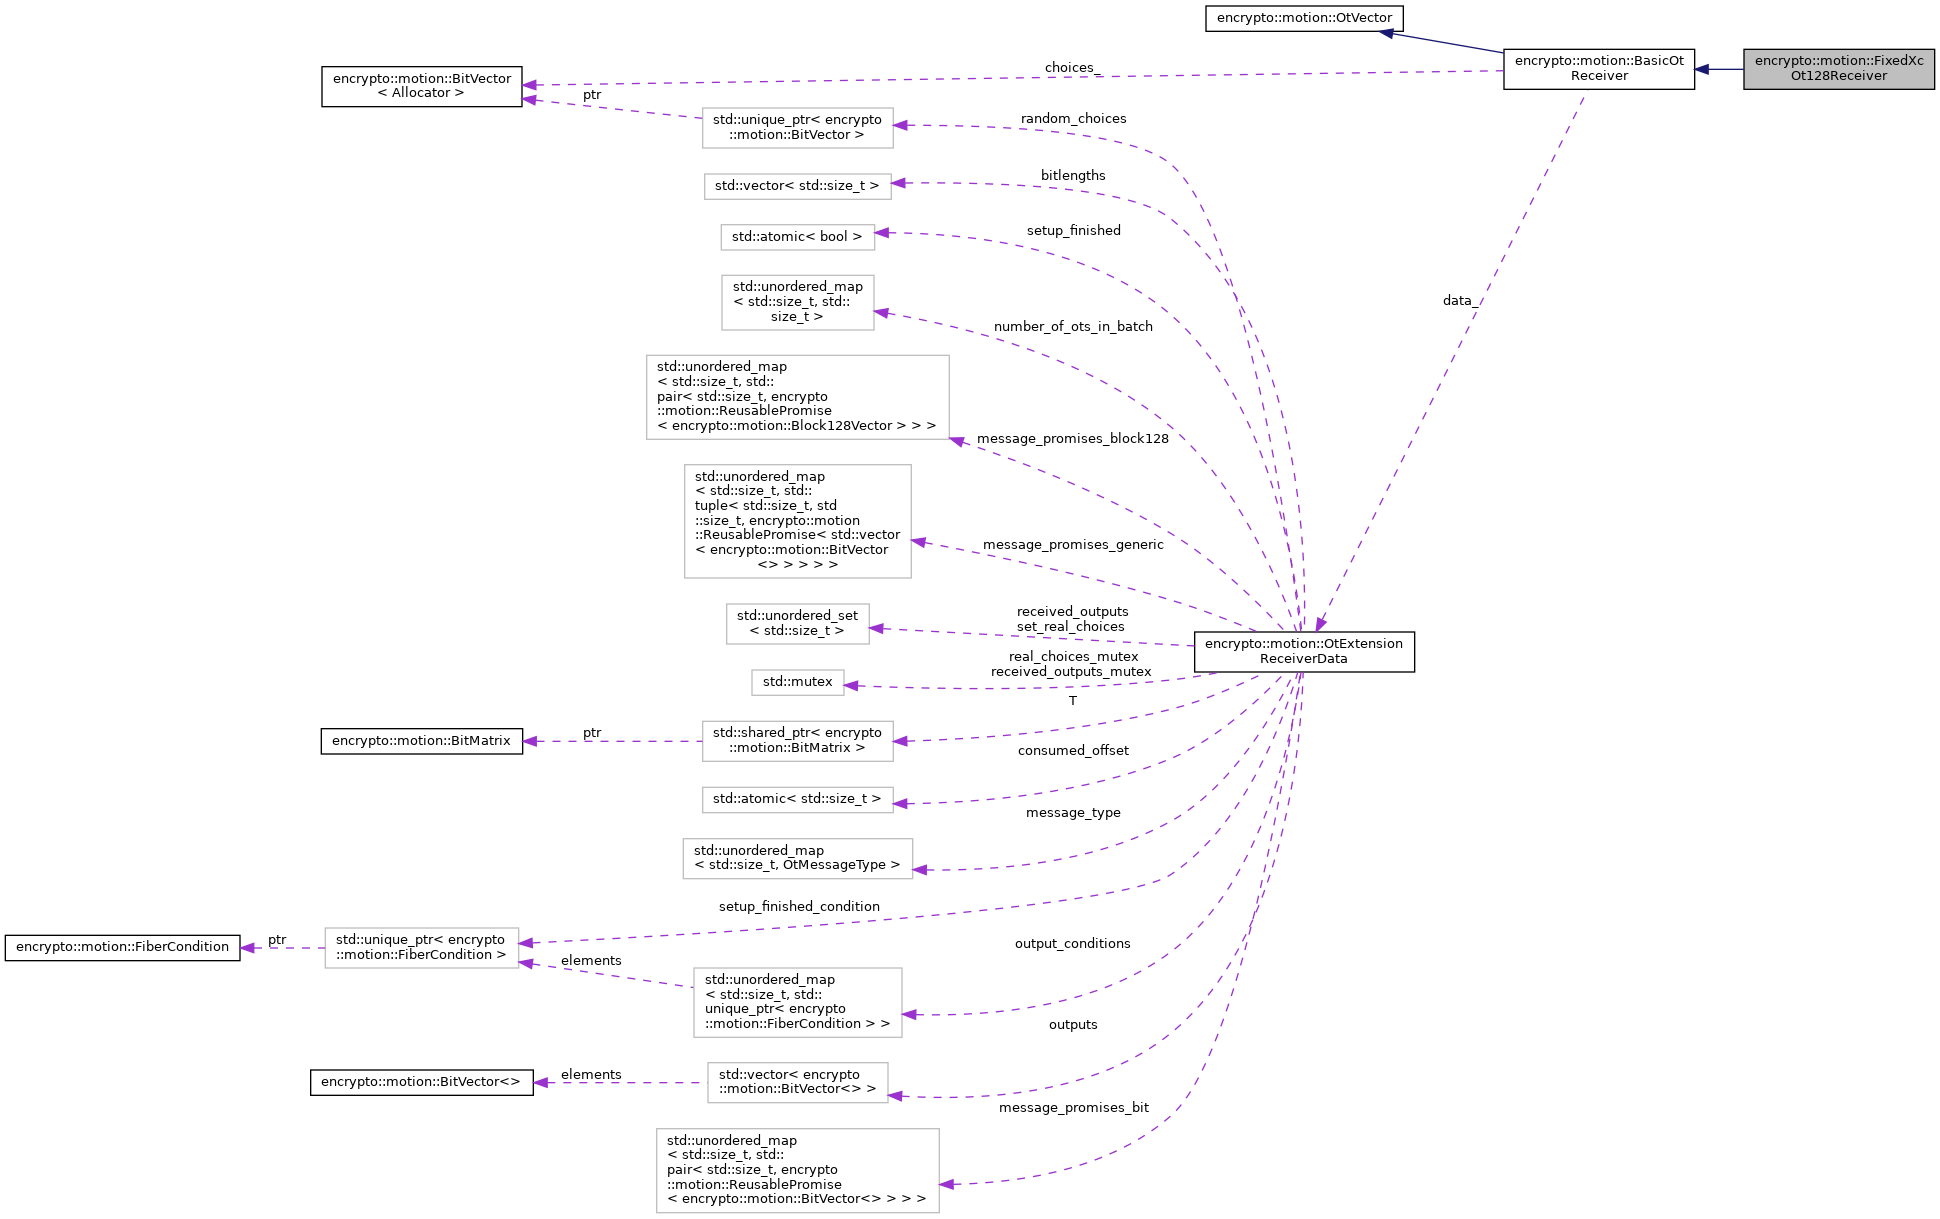 encrypto::motion::OtVector
encrypto::motion::BasicOt
Receiver
encrypto::motion::FixedXc
Ot128Receiver
encrypto::motion::BitVector
< Allocator >
choices_
ptr
std::unique_ptr< encrypto
::motion::BitVector >
random_choices
std::vector< std::size_t >
bitlengths
std::atomic< bool >
setup_finished
std::unordered_map
< std::size_t, std::
size_t >
number_of_ots_in_batch
data_
std::unordered_map
< std::size_t, std::
pair< std::size_t, encrypto
::motion::ReusablePromise
< encrypto::motion::Block128Vector > > >
message_promises_block128
std::unordered_map
< std::size_t, std::
tuple< std::size_t, std
::size_t, encrypto::motion
::ReusablePromise< std::vector
< encrypto::motion::BitVector
<> > > > >
message_promises_generic
std::unordered_set
< std::size_t >
received_outputs
set_real_choices
encrypto::motion::OtExtension
ReceiverData
std::mutex
real_choices_mutex
received_outputs_mutex
encrypto::motion::BitMatrix
ptr
std::shared_ptr< encrypto
::motion::BitMatrix >
T
std::atomic< std::size_t >
consumed_offset
std::unordered_map
< std::size_t, OtMessageType >
message_type
encrypto::motion::FiberCondition
ptr
std::unique_ptr< encrypto
::motion::FiberCondition >
setup_finished_condition
elements
std::unordered_map
< std::size_t, std::
unique_ptr< encrypto
::motion::FiberCondition > >
output_conditions
encrypto::motion::BitVector<>
elements
std::vector< encrypto
::motion::BitVector<> >
outputs
std::unordered_map
< std::size_t, std::
pair< std::size_t, encrypto
::motion::ReusablePromise
< encrypto::motion::BitVector<> > > >
message_promises_bit